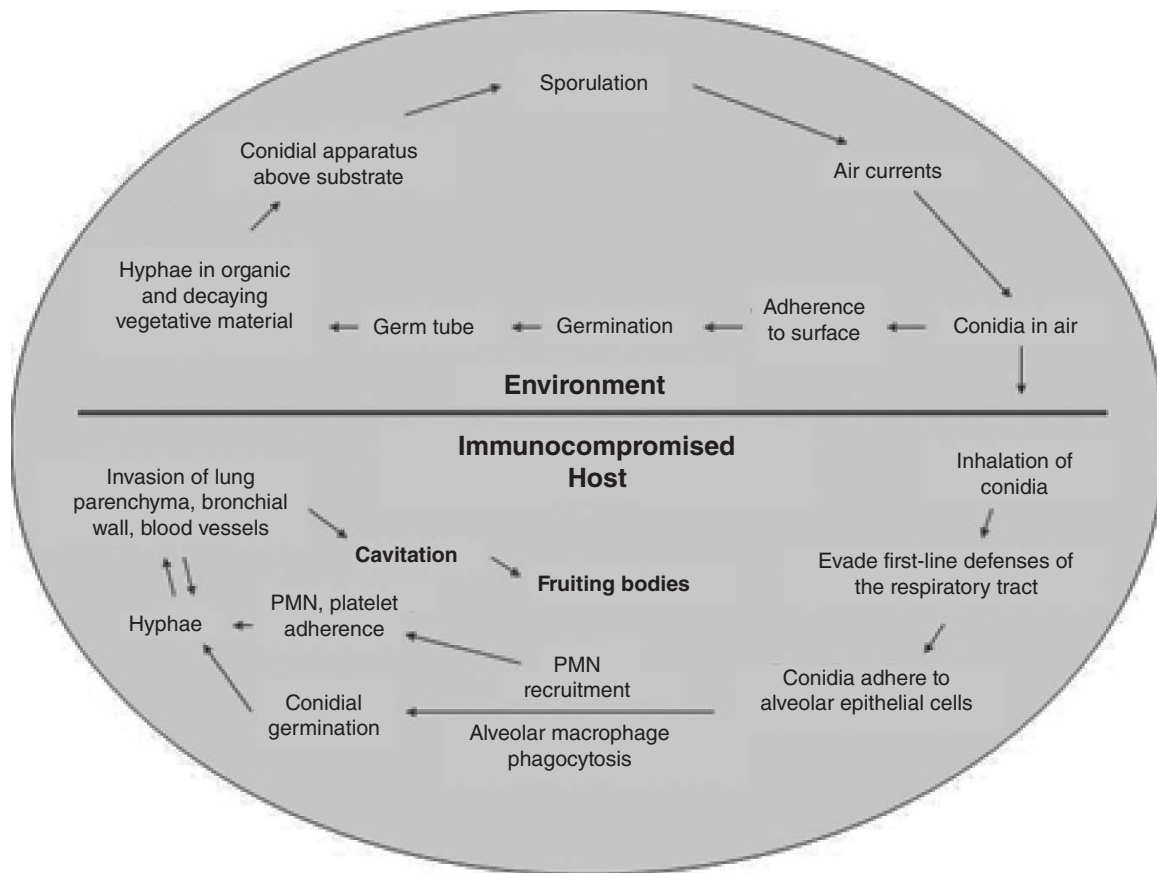 Sporulation
Conidial apparatus
above substrate
Air currents
Hyphae in organic
and decaying
vegetative material
Germ tube
Germination
Adherence
to surface
Conidia in air
Environment
Immunocompromised
Host
Invasion of lung
parenchyma, bronchial
wall, blood vessels
Inhalation of
conidia
Cavitation
Fruiting bodies
Evade first-line defenses of
the respiratory tract
Hyphae
PMN, platelet
adherence
PMN
recruitment
Conidia adhere to
alveolar epithelial cells
Conidial
germination
Alveolar macrophage
phagocytosis